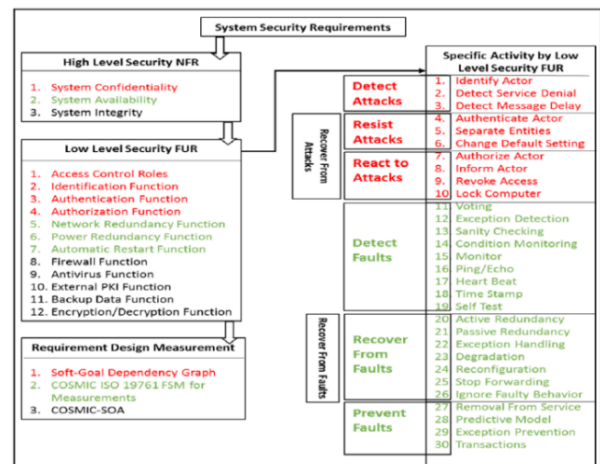 System Security Requirements
High Level Security NFR
1. System Confidentiality
2. System Availability
3. System Integrity
Low Level Security FUR
1. Access Control Roles
2. Identification Function
3. Authentication Function
4. Authorization Function
5. Network Redundancy Function
6. Power Redundancy Function
7. Automatic Restart Function
8. Firewall Function
9. Antivirus Function
10. External PKI Function
11. Backup Data Function
12. Encryption/Decryption Function
Requirement Design Measurement
1. Soft-Goal Dependency Graph
2. COSMIC ISO 19761 FSM for
Measurements
3. COSMIC-SOA
Specific Activity by Low
Level Security FUR
Recover From
Attacks
Detect
Attacks
1. Identify Actor
2. Detect Service Denial
3. Detect Message Delay
Resist
Attacks
4. Authenticate Actor
5. Separate Entities
6. Change Default Setting
React to
Attacks
7. Authorize Actor
8. Inform Actor
9. Revoke Access
10. Lock Computer
Detect
Faults
11. Voting
12. Exception Detection
13. Sanity Checking
14. Condition Monitoring
15. Monitor
16. Ping/Echo
17. Heart Beat
18. Time Stamp
19. Self Test
Recover From Faults
Recover
From
Faults
20. Active Redundancy
21. Passive Redundancy
22. Exception Handling
23. Degradation
24. Reconfiguration
25. Stop Forwarding
26. Ignore Faulty Behavior
Prevent
Faults
27. Removal From Service
28. Predictive Model
29. Exception Prevention
30. Transactions